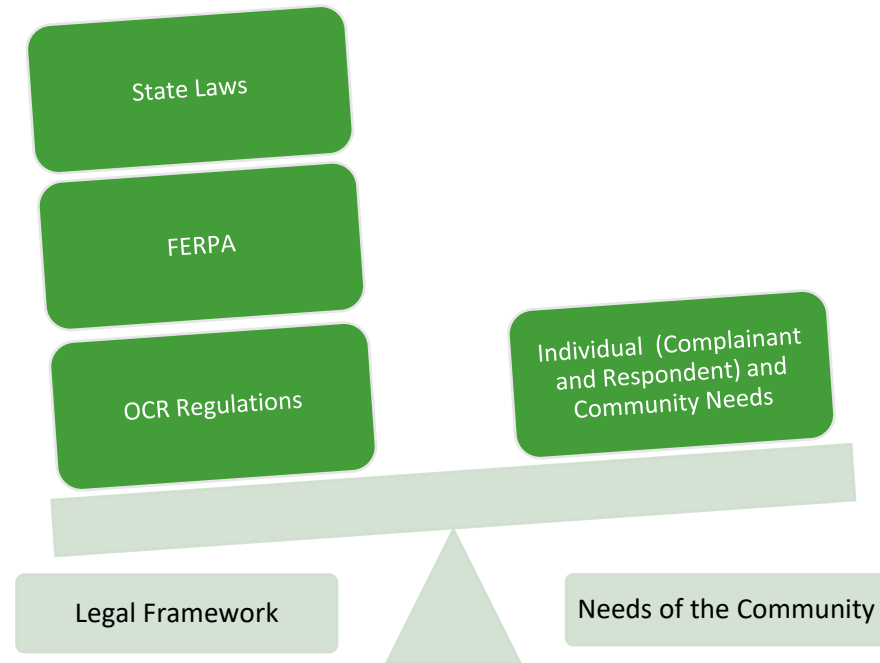 State Laws
FERPA
OCR Regulations
Individual  (Complainant
and Respondent) and
Community Needs
Legal Framework
Needs of the Community